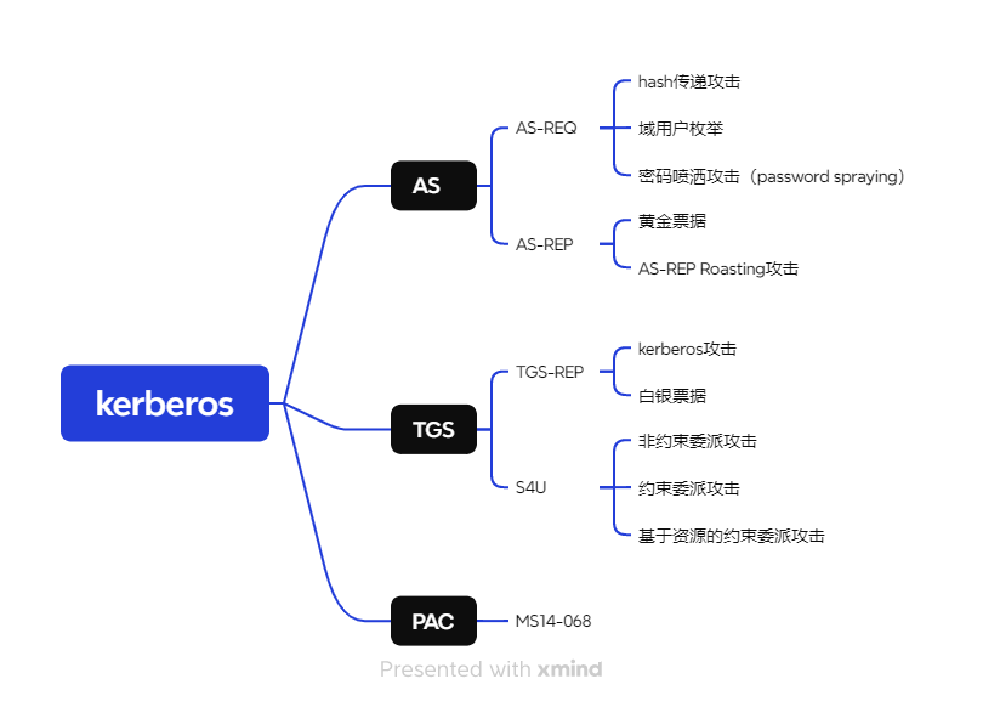 kerberos
AS
AS-REQ
hash传递攻击
域用户枚举
密码喷洒攻击（password spraying）
AS-REP
黄金票据
AS-REP Roasting攻击
TGS
TGS-REP
kerberos攻击
白银票据
S4U
非约束委派攻击
约束委派攻击
基于资源的约束委派攻击
PAC
MS14-068
Presented with xmind